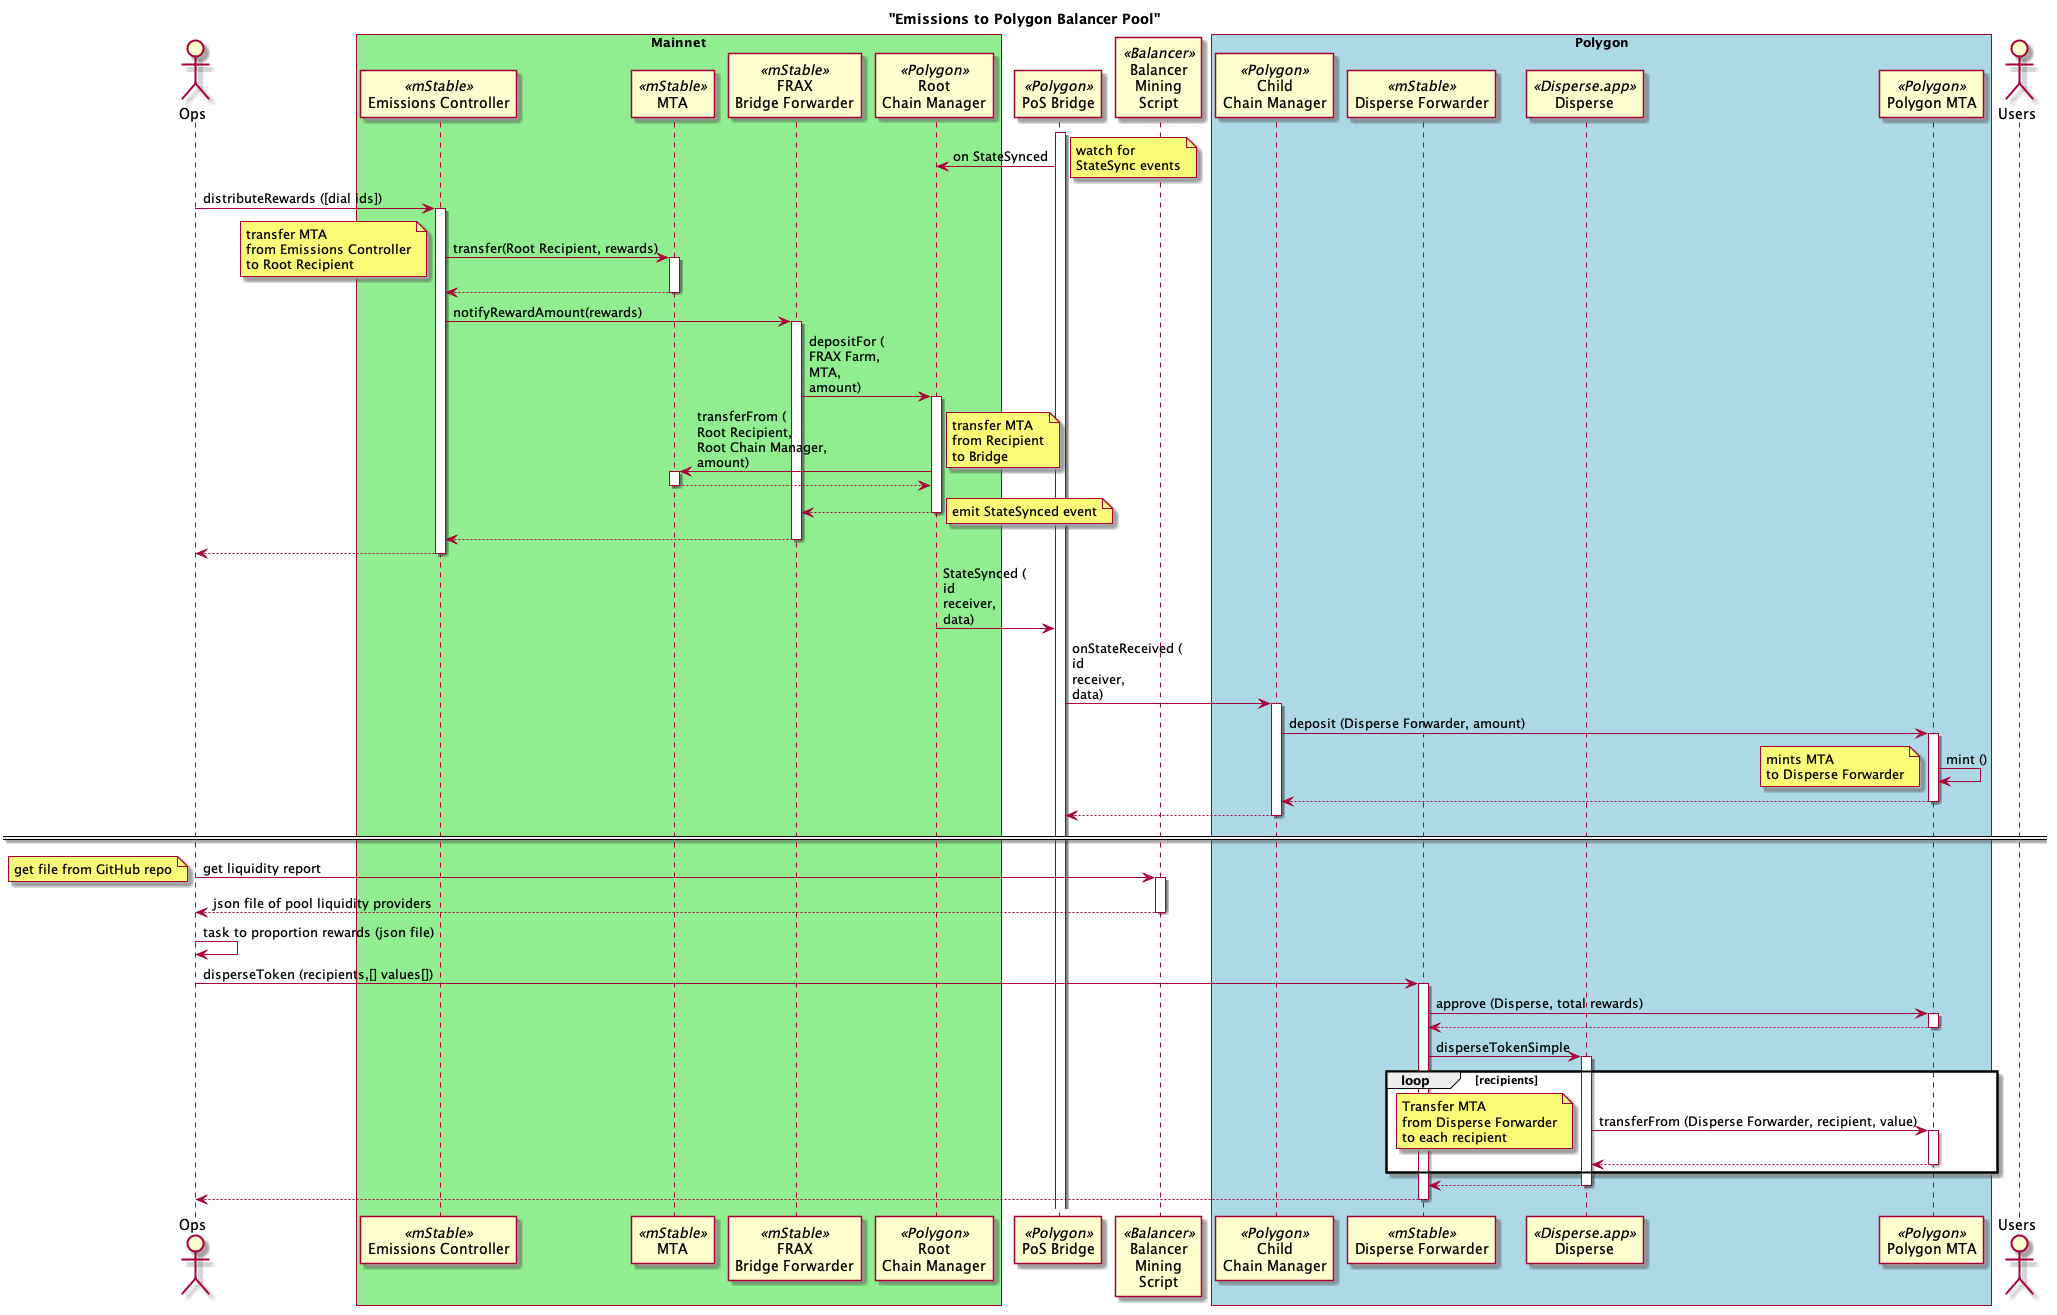 "Emissions to Polygon Balancer Pool"
Mainnet
Polygon
Ops
«mStable»
Emissions Controller
«mStable»
MTA
«mStable»
FRAX
Bridge Forwarder
«Polygon»
Root
Chain Manager
«Polygon»
PoS Bridge
«Balancer»
Balancer
Mining
Script
«Polygon»
Child
Chain Manager
«mStable»
Disperse Forwarder
«Disperse.app»
Disperse
«Polygon»
Polygon MTA
Users
on StateSynced
watch for
StateSync events
distributeRewards ([dial ids])
transfer MTA
from Emissions Controller
to Root Recipient
transfer(Root Recipient, rewards)
notifyRewardAmount(rewards)
depositFor (
FRAX Farm,
MTA,
amount)
transferFrom (
Root Recipient,
Root Chain Manager,
amount)
transfer MTA
from Recipient
to Bridge
emit StateSynced event
StateSynced (
id
receiver,
data)
onStateReceived (
id
receiver,
data)
deposit (Disperse Forwarder, amount)
mints MTA
to Disperse Forwarder
mint ()
get file from GitHub repo
get liquidity report
json file of pool liquidity providers
task to proportion rewards (json file)
disperseToken (recipients,[] values[])
approve (Disperse, total rewards)
disperseTokenSimple
loop
[recipients]
Transfer MTA
from Disperse Forwarder
to each recipient
transferFrom (Disperse Forwarder, recipient, value)
Ops
«mStable»
Emissions Controller
«mStable»
MTA
«mStable»
FRAX
Bridge Forwarder
«Polygon»
Root
Chain Manager
«Polygon»
PoS Bridge
«Balancer»
Balancer
Mining
Script
«Polygon»
Child
Chain Manager
«mStable»
Disperse Forwarder
«Disperse.app»
Disperse
«Polygon»
Polygon MTA
Users